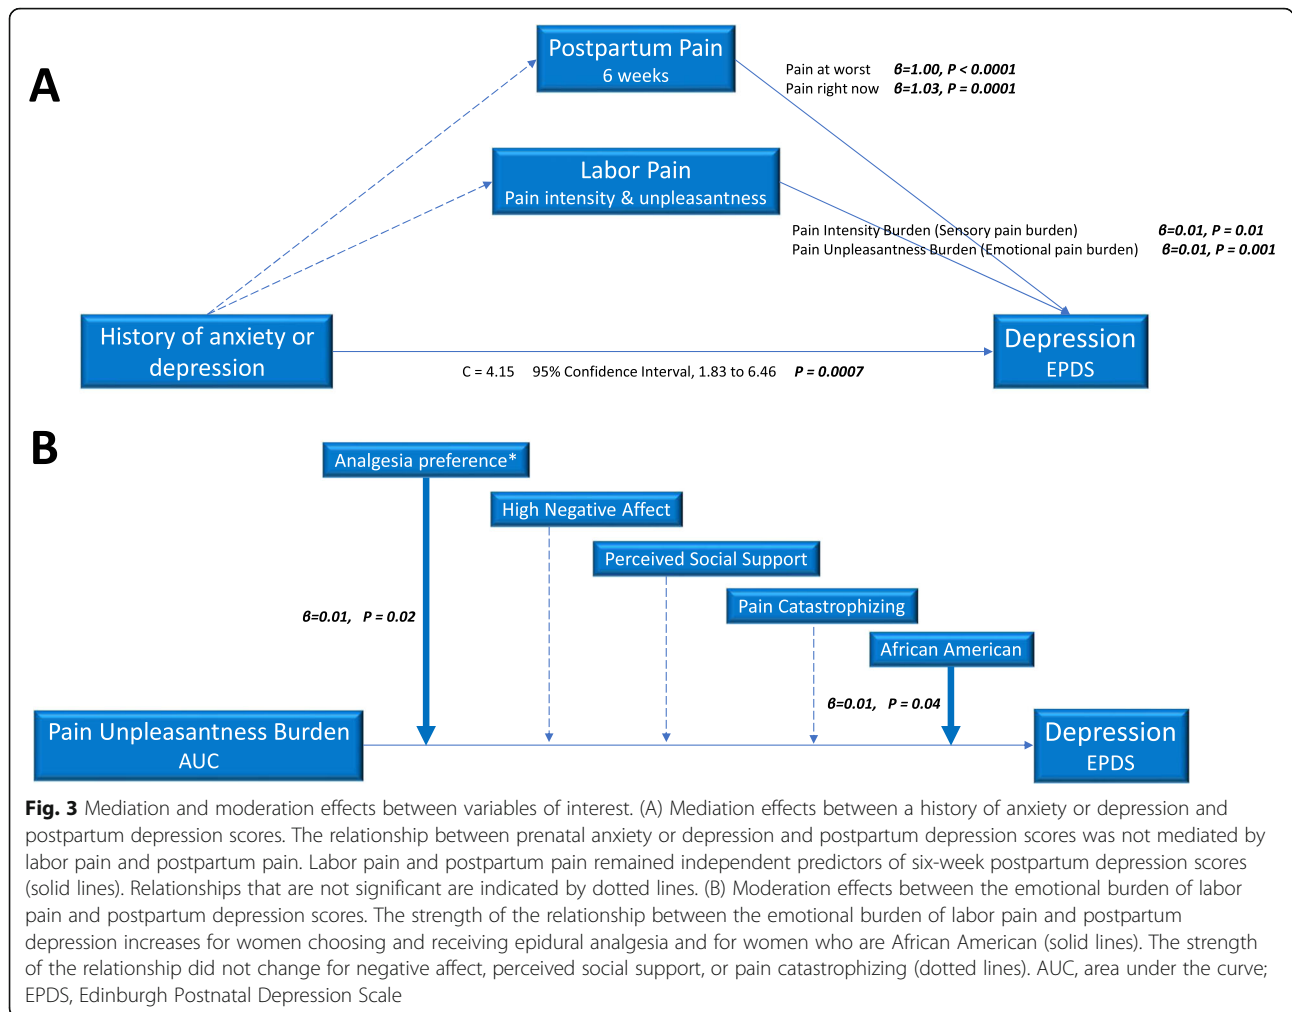 A
Postpartum Pain
6 weeks
Pain at worst β=1.00, P < 0.0001
Pain right now β=1.03, P = 0.0001
Labor Pain
Pain intensity & unpleasantness
Pain Intensity Burden (Sensory pain burden) β=0.01, P = 0.01
Pain Unpleasantness Burden (Emotional pain burden) β=0.01, P = 0.001
History of anxiety or
depression
Depression
EPDS
C = 4.15 95% Confidence Interval, 1.83 to 6.46 P = 0.0007
B
Analgesia preference*
High Negative Affect
Perceived Social Support
Pain Catastrophizing
β=0.01, P = 0.02
African American
β=0.01, P = 0.04
Pain Unpleasantness Burden
AUC
Depression
EPDS
Fig. 3 Mediation and moderation effects between variables of interest. (A) Mediation effects between a history of anxiety or depression and
postpartum depression scores. The relationship between prenatal anxiety or depression and postpartum depression scores was not mediated by
labor pain and postpartum pain. Labor pain and postpartum pain remained independent predictors of six-week postpartum depression scores
(solid lines). Relationships that are not significant are indicated by dotted lines. (B) Moderation effects between the emotional burden of labor
pain and postpartum depression scores. The strength of the relationship between the emotional burden of labor pain and postpartum
depression increases for women choosing and receiving epidural analgesia and for women who are African American (solid lines). The strength
of the relationship did not change for negative affect, perceived social support, or pain catastrophizing (dotted lines). AUC, area under the curve;
EPDS, Edinburgh Postnatal Depression Scale